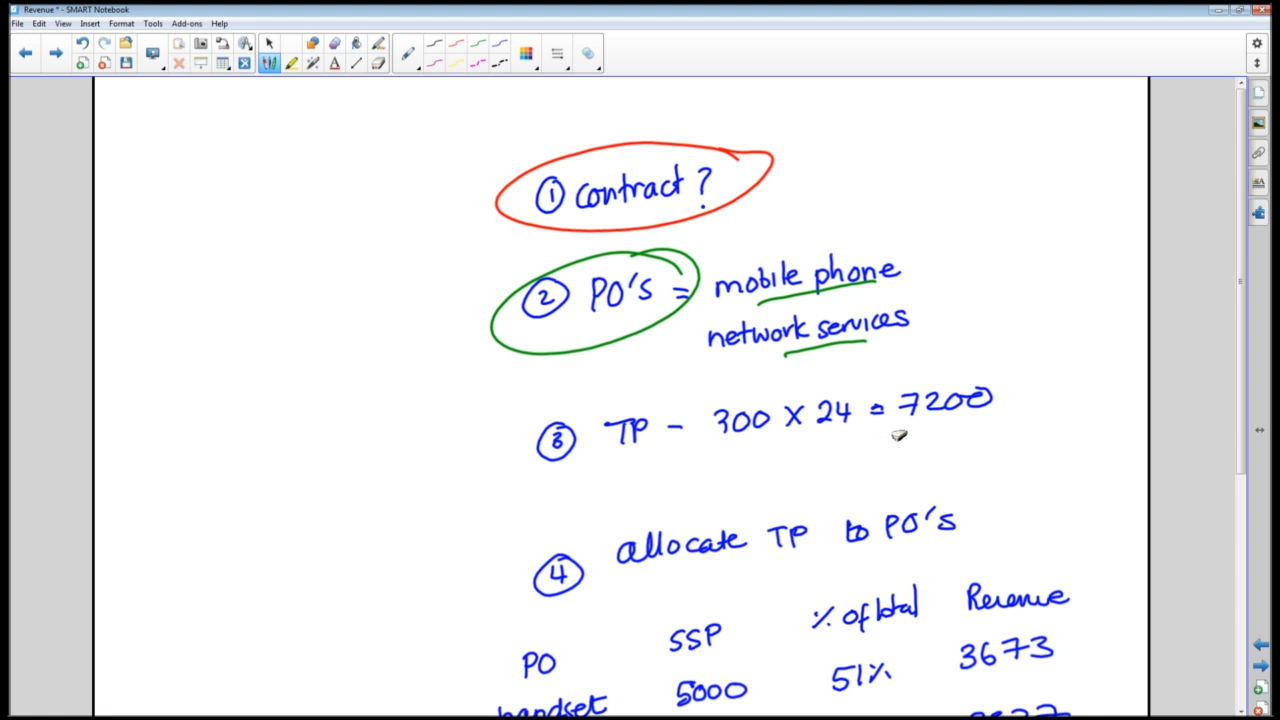 Revenue * - SMART Notebook
File Edit View Insert Format Tools Add-ons Help
① Contract?
② PO's = mobile phone
network services
③ TP - 300 x 24 = 7200
④ allocate TP to PO's
PO SSP % of total Revenue
handset 5000 51% 3673